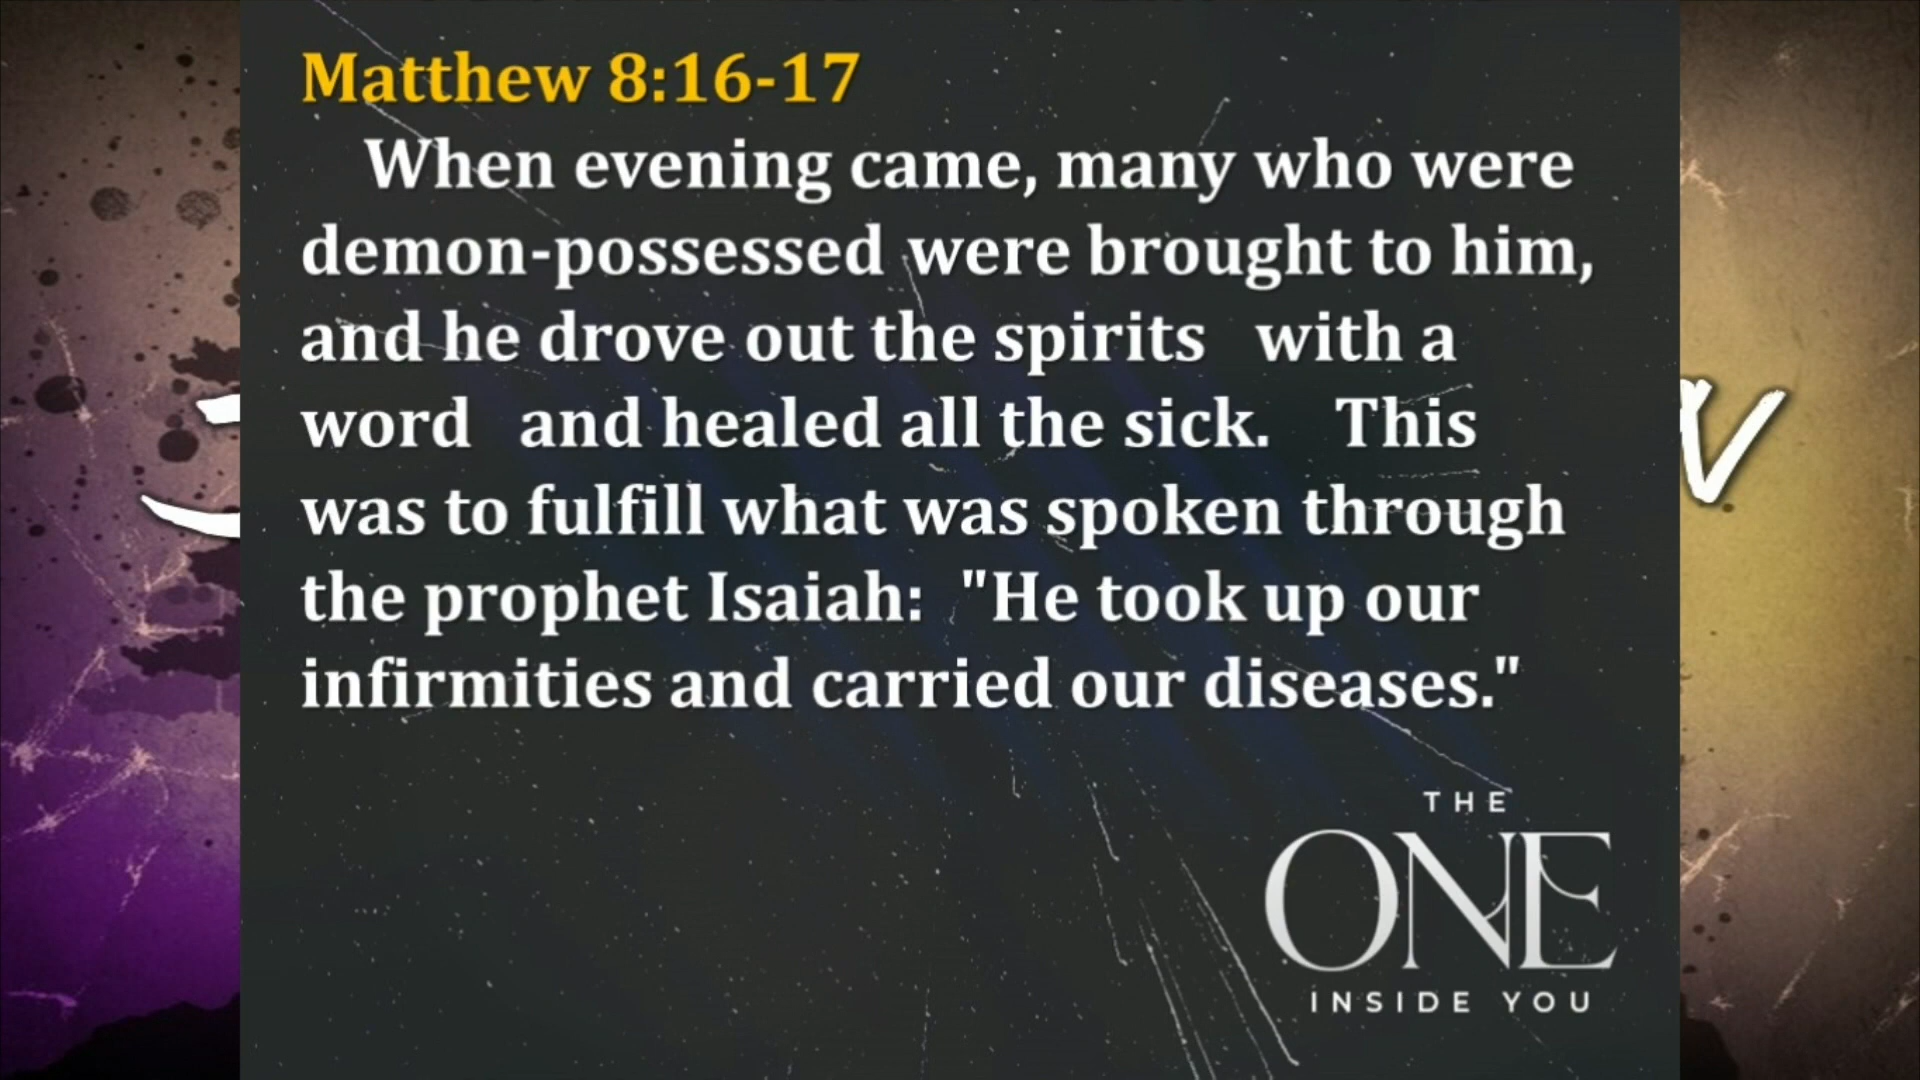 Matthew 8:16-17
When evening came, many who were
demon-possessed were brought to him,
and he drove out the spirits with a
word and healed all the sick. This
was to fulfill what was spoken through
the prophet Isaiah: "He took up our
infirmities and carried our diseases."
THE
ONE
INSIDE YOU